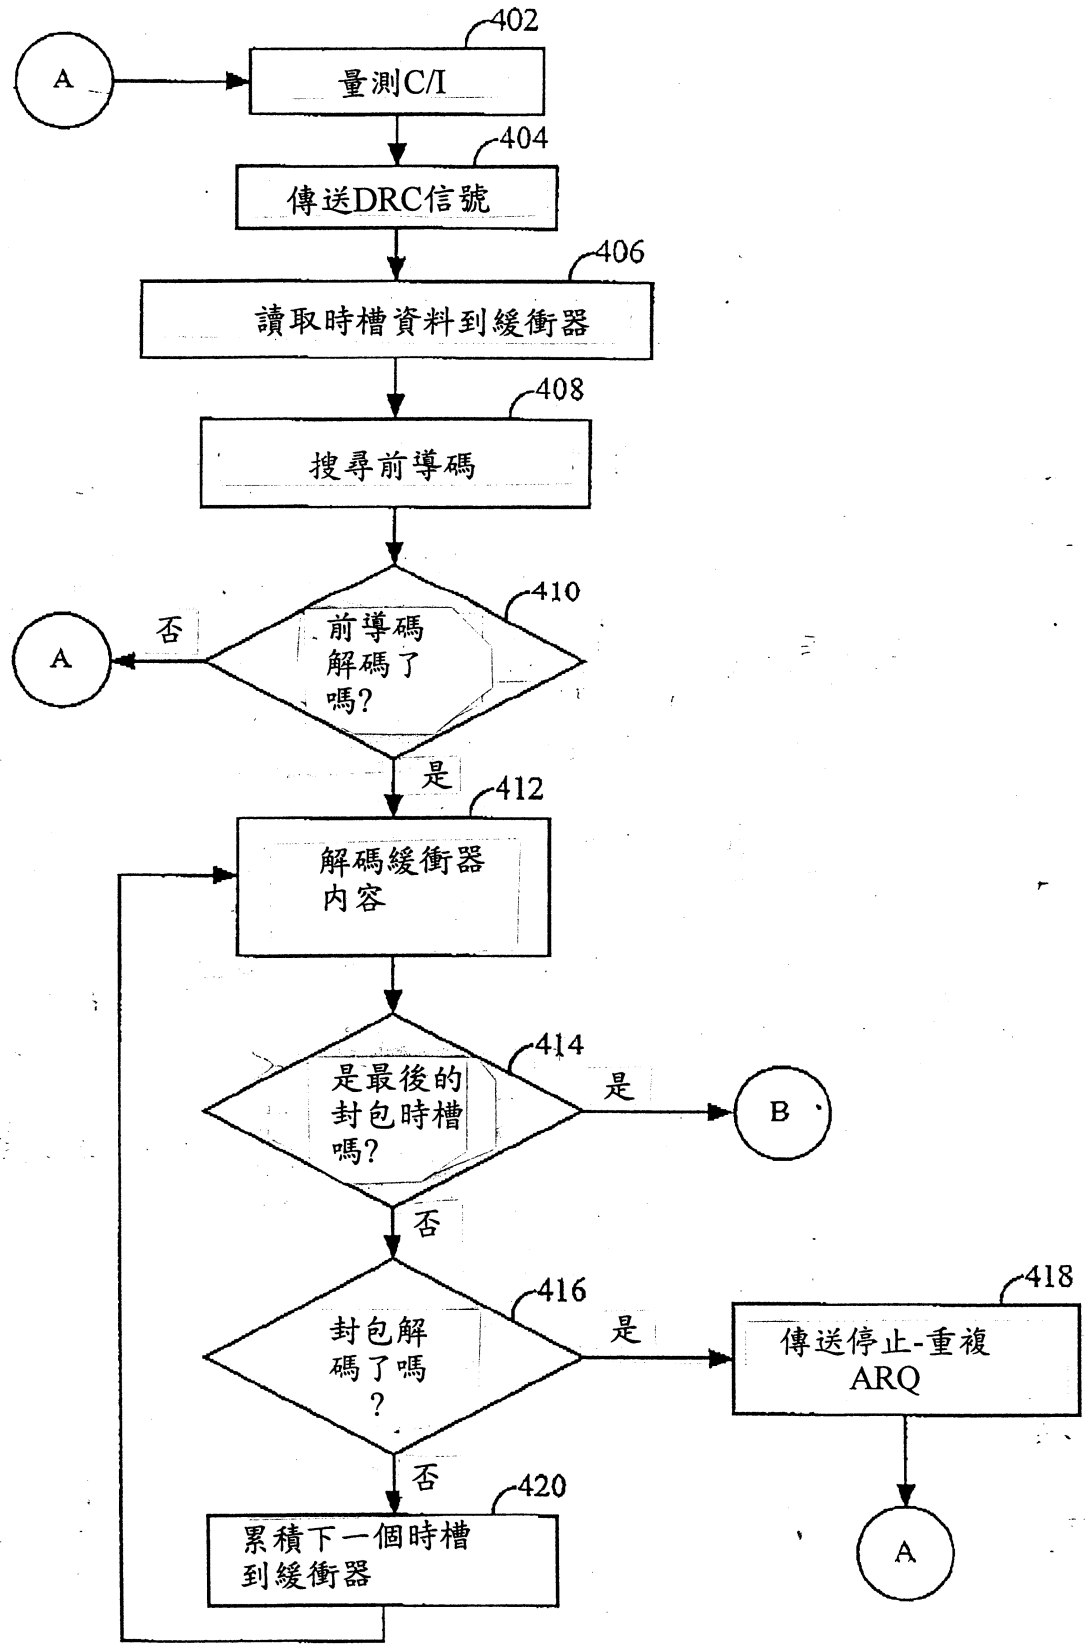 402
A
量測C/I
404
傳送DRC信號
406
讀取時槽資料到緩衝器
408
搜尋前導碼
410
否
前導碼
解碼了
嗎?
A
是
412
解碼緩衝器
內容
414
是最後的
封包時槽
嗎?
是
B
否
416
封包解
碼了嗎
?
是
418
傳送停止-重複
ARQ
否
420
累積下一個時槽
到緩衝器
A